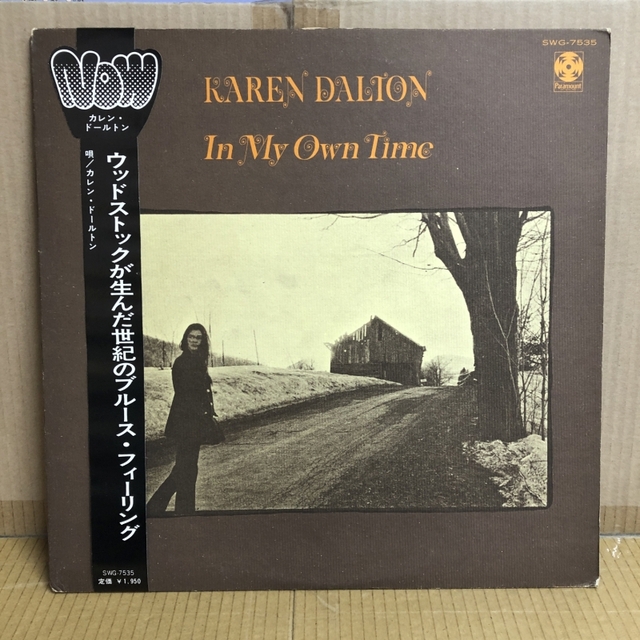 NOW
カレン・
ドールトン
唄/カレン・ドールトン
ウッドストックが生んだ世紀のブルース・フィーリング
SWG-7535
定価 ¥1,950
SWG-7535
Paramount
KAREN DALTON
In My Own Time